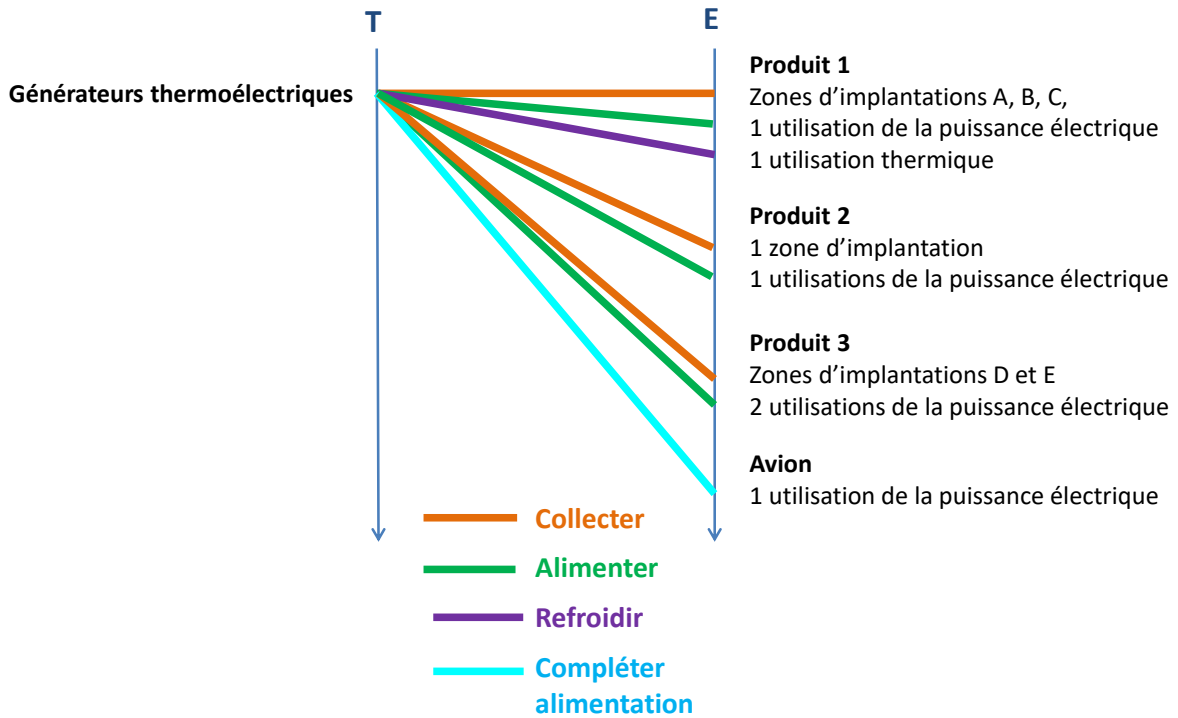 T
E
Générateurs thermoélectriques
Produit 1
Zones d’implantations A, B, C,
1 utilisation de la puissance électrique
1 utilisation thermique
Produit 2
1 zone d’implantation
1 utilisations de la puissance électrique
Produit 3
Zones d’implantations D et E
2 utilisations de la puissance électrique
Avion
1 utilisation de la puissance électrique
Collecter
Alimenter
Refroidir
Compléter
alimentation